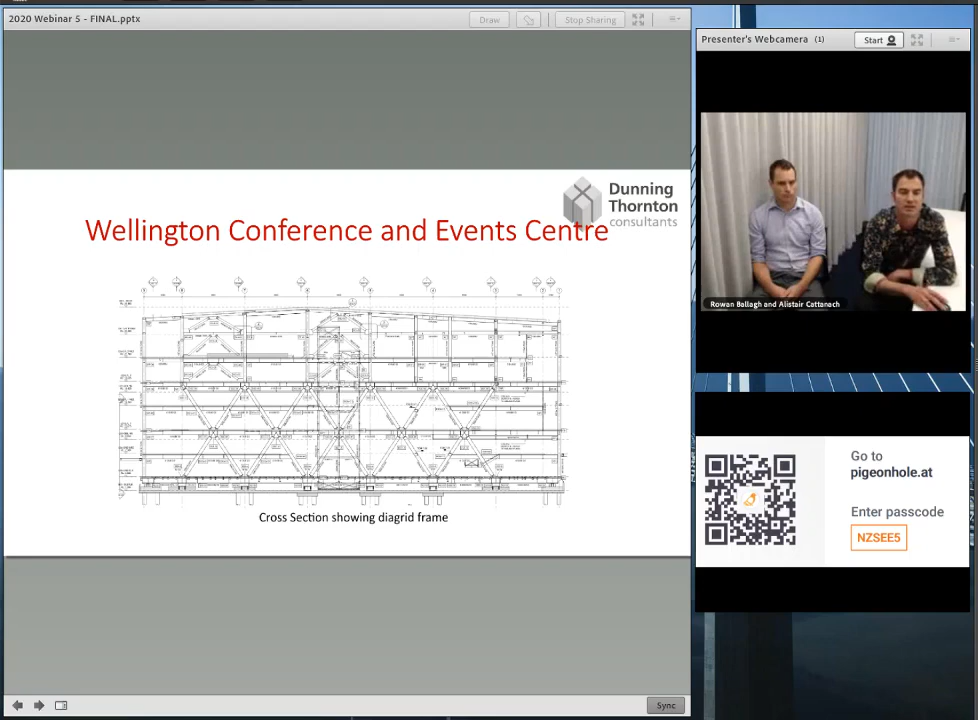 2020 Webinar 5 - FINAL.pptx
Draw
Stop Sharing
Presenter's Webcamera (1)
Start
Dunning
Thornton
consultants
Wellington Conference and Events Centre
Cross Section showing diagrid frame
Rowan Ballagh and Alistair Cattanach
Go to
pigeonhole.at
Enter passcode
NZSEE5
Sync